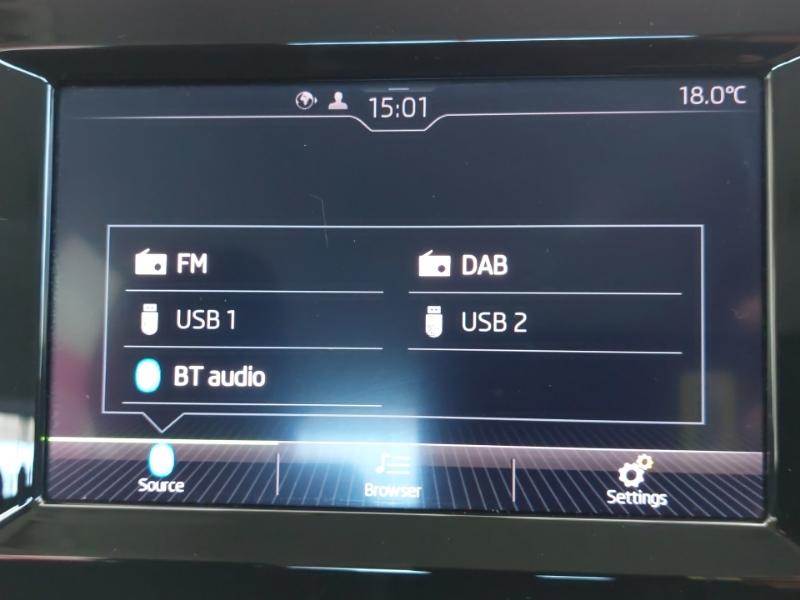 15:01
18.0°C
FM
DAB
USB 1
USB 2
BT audio
Source
Browser
Settings